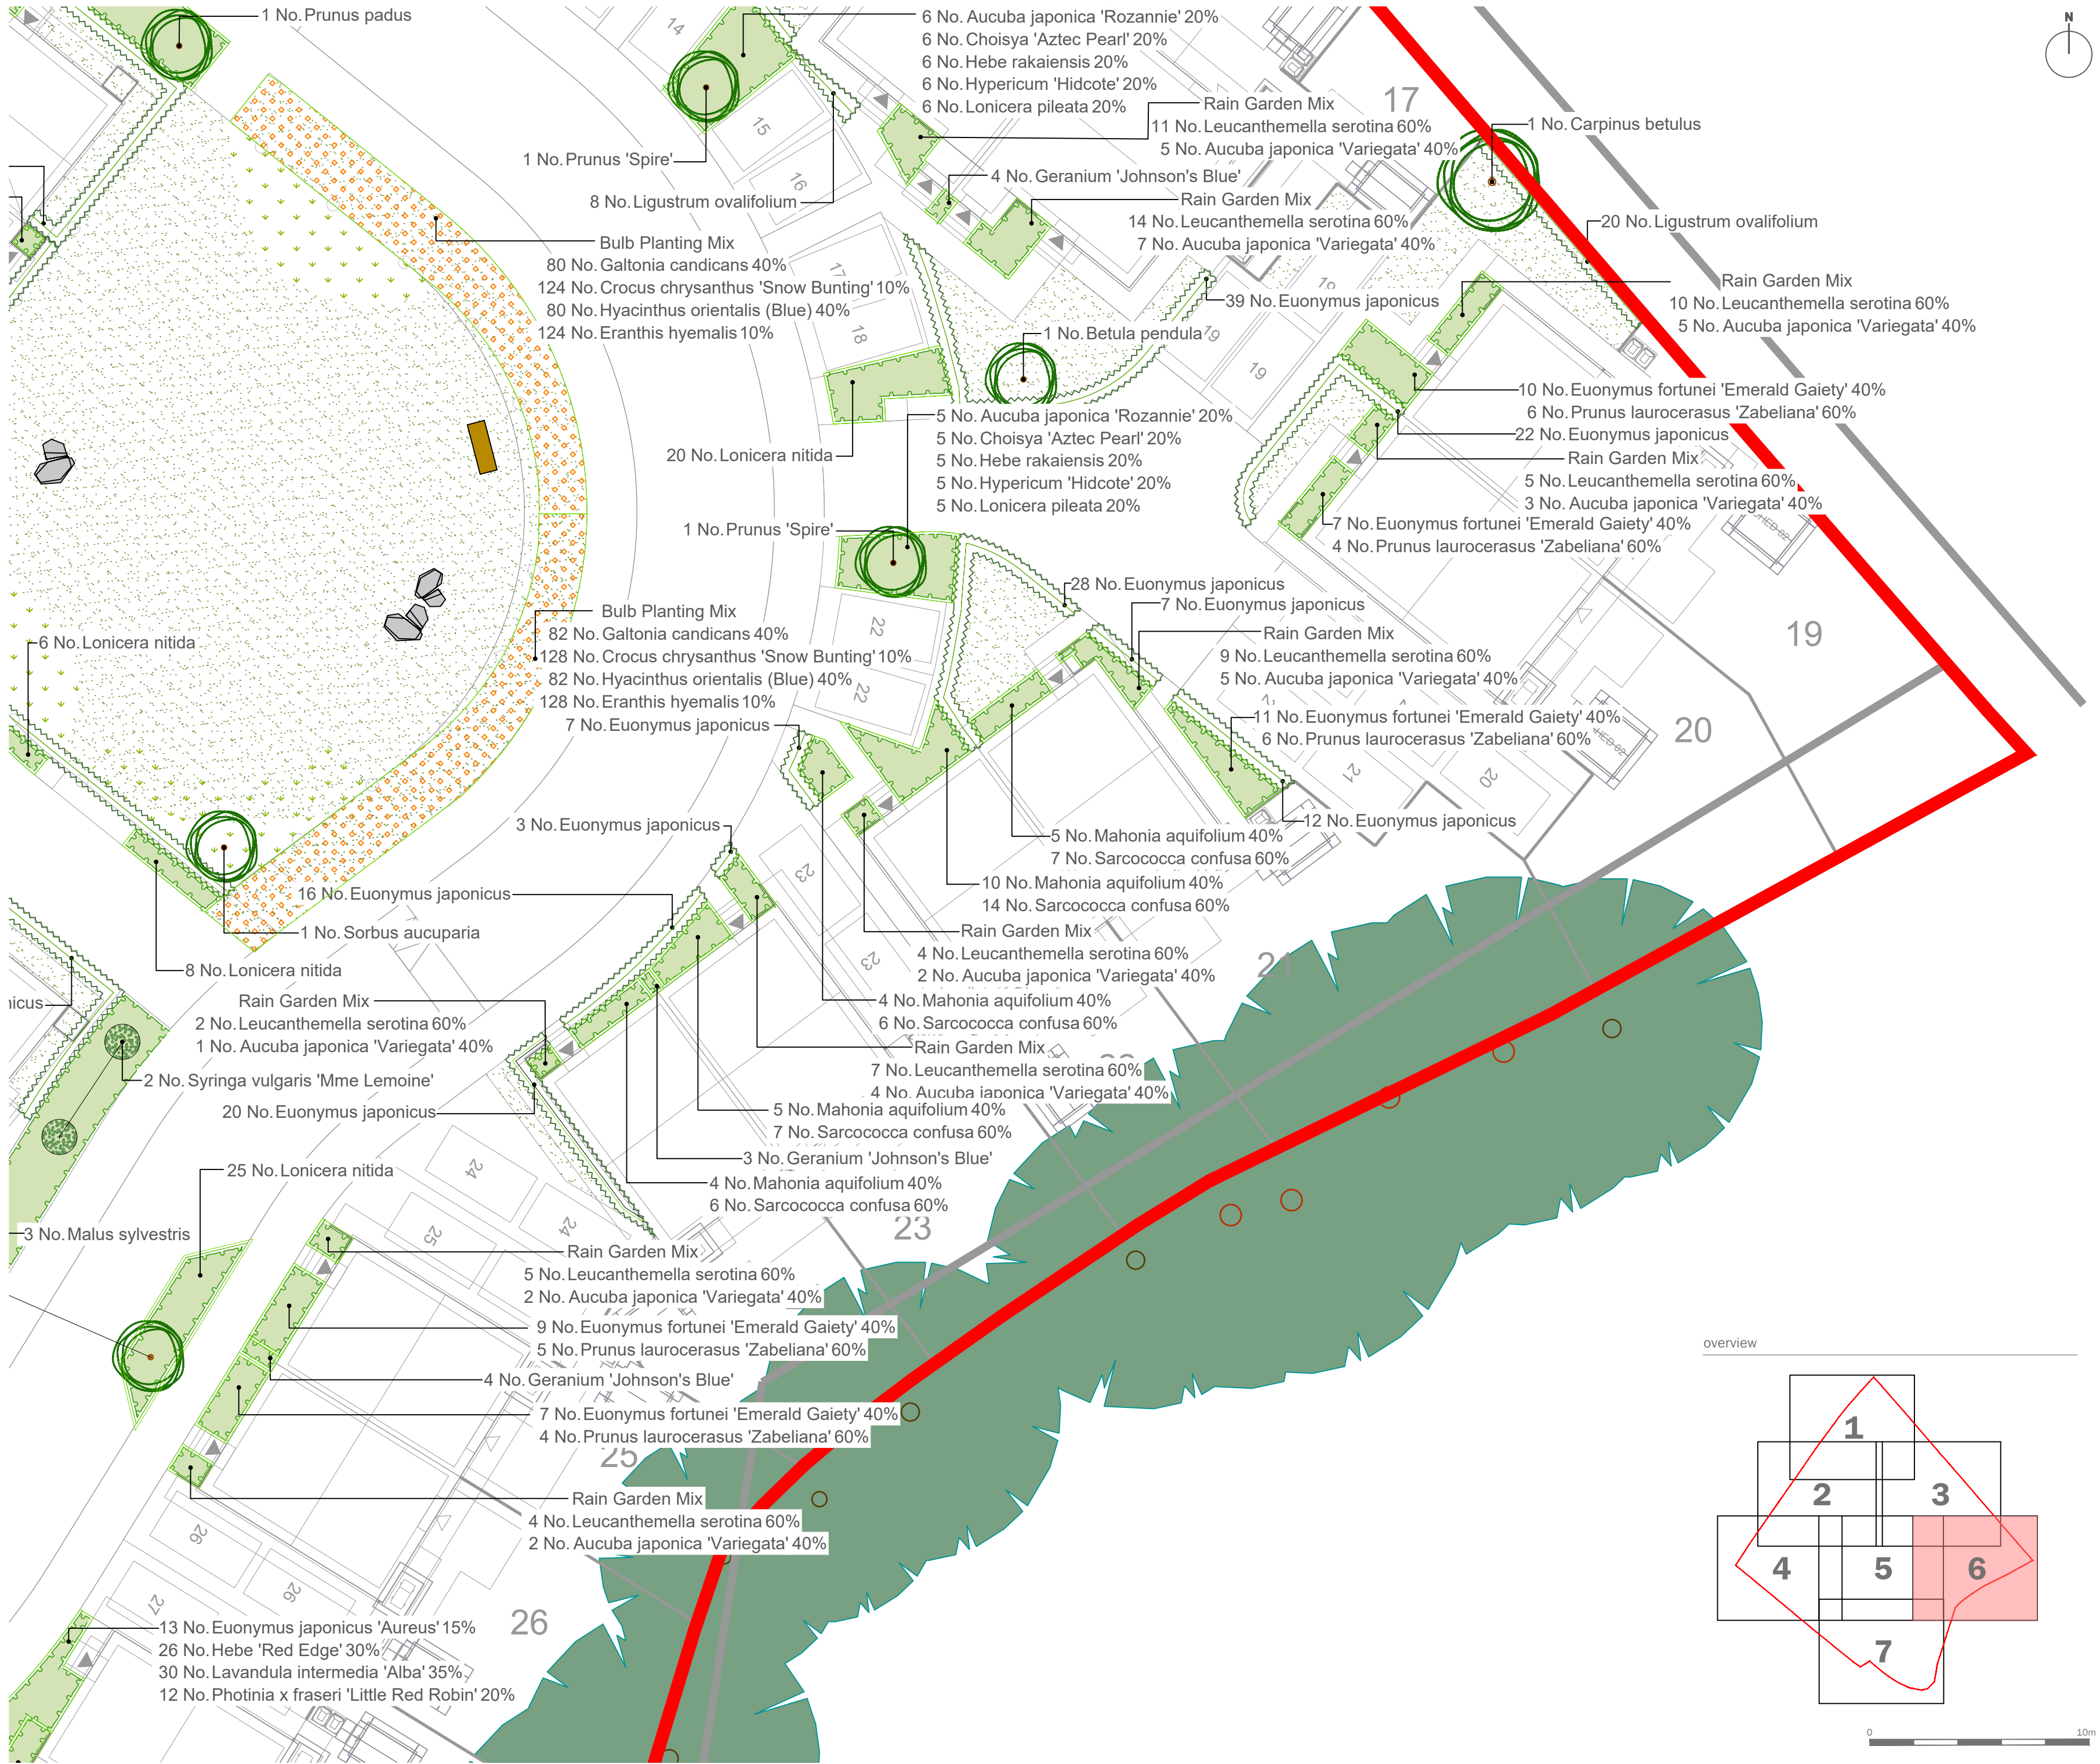 1 No. Prunus padus
14
6 No. Aucuba japonica 'Rozannie' 20%
6 No. Choisya 'Aztec Pearl' 20%
6 No. Hebe rakaiensis 20%
6 No. Hypericum 'Hidcote' 20%
6 No. Lonicera pileata 20%
N
17
Rain Garden Mix
11 No. Leucanthemella serotina 60%
5 No. Aucuba japonica 'Variegata' 40%
1 No. Carpinus betulus
15
1 No. Prunus 'Spire'
16
8 No. Ligustrum ovalifolium
4 No. Geranium 'Johnson's Blue'
Rain Garden Mix
14 No. Leucanthemella serotina 60%
7 No. Aucuba japonica 'Variegata' 40%
20 No. Ligustrum ovalifolium
Bulb Planting Mix
80 No. Galtonia candicans 40%
124 No. Crocus chrysanthus 'Snow Bunting' 10%
80 No. Hyacinthus orientalis (Blue) 40%
124 No. Eranthis hyemalis 10%
17
18
39 No. Euonymus japonicus
19
Rain Garden Mix
10 No. Leucanthemella serotina 60%
5 No. Aucuba japonica 'Variegata' 40%
1 No. Betula pendula
19
19
10 No. Euonymus fortunei 'Emerald Gaiety' 40%
6 No. Prunus laurocerasus 'Zabeliana' 60%
22 No. Euonymus japonicus
Rain Garden Mix
5 No. Leucanthemella serotina 60%
3 No. Aucuba japonica 'Variegata' 40%
7 No. Euonymus fortunei 'Emerald Gaiety' 40%
4 No. Prunus laurocerasus 'Zabeliana' 60%
20 No. Lonicera nitida
5 No. Aucuba japonica 'Rozannie' 20%
5 No. Choisya 'Aztec Pearl' 20%
5 No. Hebe rakaiensis 20%
5 No. Hypericum 'Hidcote' 20%
5 No. Lonicera pileata 20%
1 No. Prunus 'Spire'
28 No. Euonymus japonicus
7 No. Euonymus japonicus
Rain Garden Mix
9 No. Leucanthemella serotina 60%
5 No. Aucuba japonica 'Variegata' 40%
19
6 No. Lonicera nitida
Bulb Planting Mix
82 No. Galtonia candicans 40%
128 No. Crocus chrysanthus 'Snow Bunting' 10%
82 No. Hyacinthus orientalis (Blue) 40%
128 No. Eranthis hyemalis 10%
22
22
7 No. Euonymus japonicus
11 No. Euonymus fortunei 'Emerald Gaiety' 40%
6 No. Prunus laurocerasus 'Zabeliana' 60%
20
21
20
12 No. Euonymus japonicus
3 No. Euonymus japonicus
5 No. Mahonia aquifolium 40%
7 No. Sarcococca confusa 60%
10 No. Mahonia aquifolium 40%
14 No. Sarcococca confusa 60%
23
16 No. Euonymus japonicus
1 No. Sorbus aucuparia
8 No. Lonicera nitida
Rain Garden Mix
4 No. Leucanthemella serotina 60%
2 No. Aucuba japonica 'Variegata' 40%
23
21
4 No. Mahonia aquifolium 40%
6 No. Sarcococca confusa 60%
nicus
Rain Garden Mix
2 No. Leucanthemella serotina 60%
1 No. Aucuba japonica 'Variegata' 40%
Rain Garden Mix
7 No. Leucanthemella serotina 60%
4 No. Aucuba japonica 'Variegata' 40%
2 No. Syringa vulgaris 'Mme Lemoine'
20 No. Euonymus japonicus
5 No. Mahonia aquifolium 40%
7 No. Sarcococca confusa 60%
3 No. Geranium 'Johnson's Blue'
4 No. Mahonia aquifolium 40%
6 No. Sarcococca confusa 60%
25 No. Lonicera nitida
24
24
25
23
3 No. Malus sylvestris
Rain Garden Mix
5 No. Leucanthemella serotina 60%
2 No. Aucuba japonica 'Variegata' 40%
9 No. Euonymus fortunei 'Emerald Gaiety' 40%
5 No. Prunus laurocerasus 'Zabeliana' 60%
4 No. Geranium 'Johnson's Blue'
7 No. Euonymus fortunei 'Emerald Gaiety' 40%
4 No. Prunus laurocerasus 'Zabeliana' 60%
25
Rain Garden Mix
4 No. Leucanthemella serotina 60%
2 No. Aucuba japonica 'Variegata' 40%
26
26
27
26
13 No. Euonymus japonicus 'Aureus' 15%
26 No. Hebe 'Red Edge' 30%
30 No. Lavandula intermedia 'Alba' 35%
12 No. Photinia x fraseri 'Little Red Robin' 20%
overview
1
2
3
4
5
6
7
0
10m